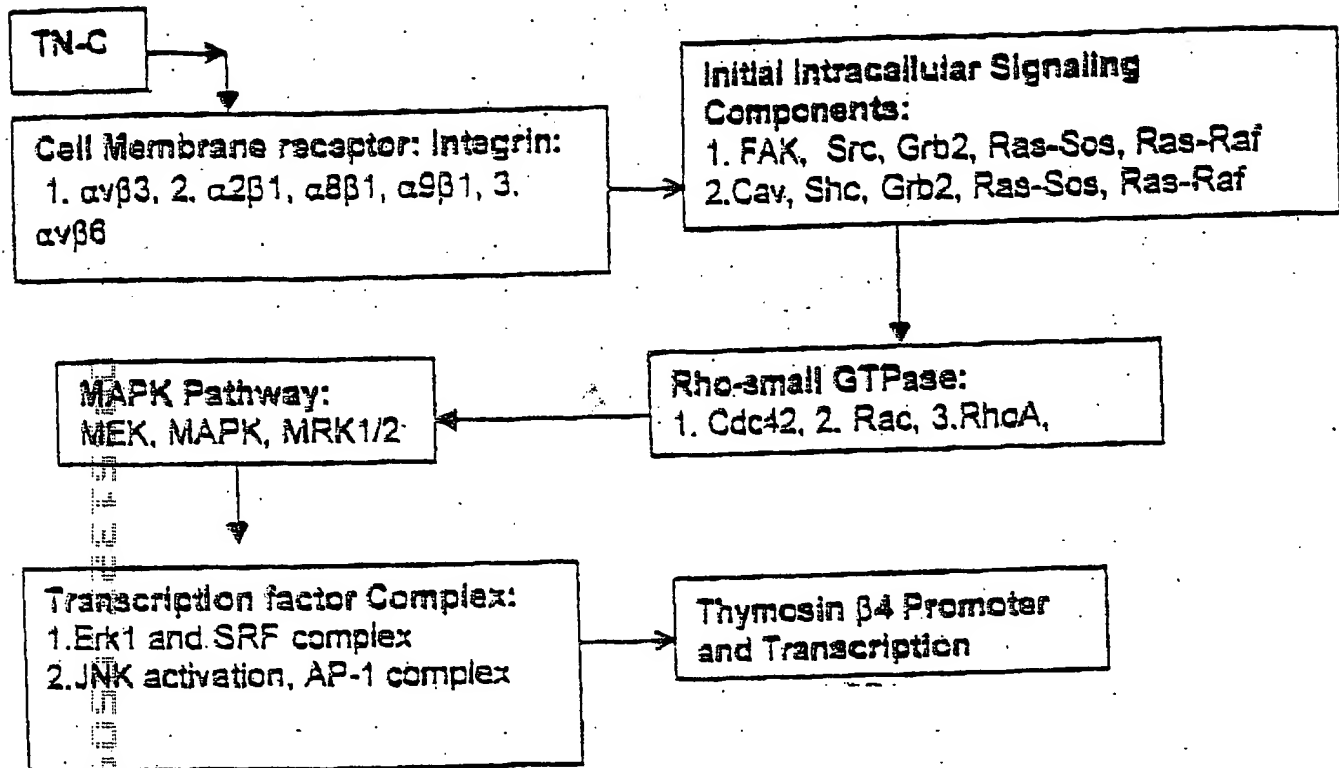 TN-C
Cell Membrane receptor: Integrin:
1. αvβ3, 2. α2β1, α8β1, α9β1, 3.
αvβ6
Initial Intracellular Signaling
Components:
1. FAK, Src, Grb2, Ras-Sos, Ras-Raf
2.Cav, Shc, Grb2, Ras-Sos, Ras-Raf
Rho-small GTPase:
1. Cdc42, 2. Rac, 3.RhoA,
MAPK Pathway:
MEK, MAPK, MRK1/2
Transcription factor Complex:
1.Erk1 and SRF complex
2.JNK activation, AP-1 complex
Thymosin β4 Promoter
and Transcription